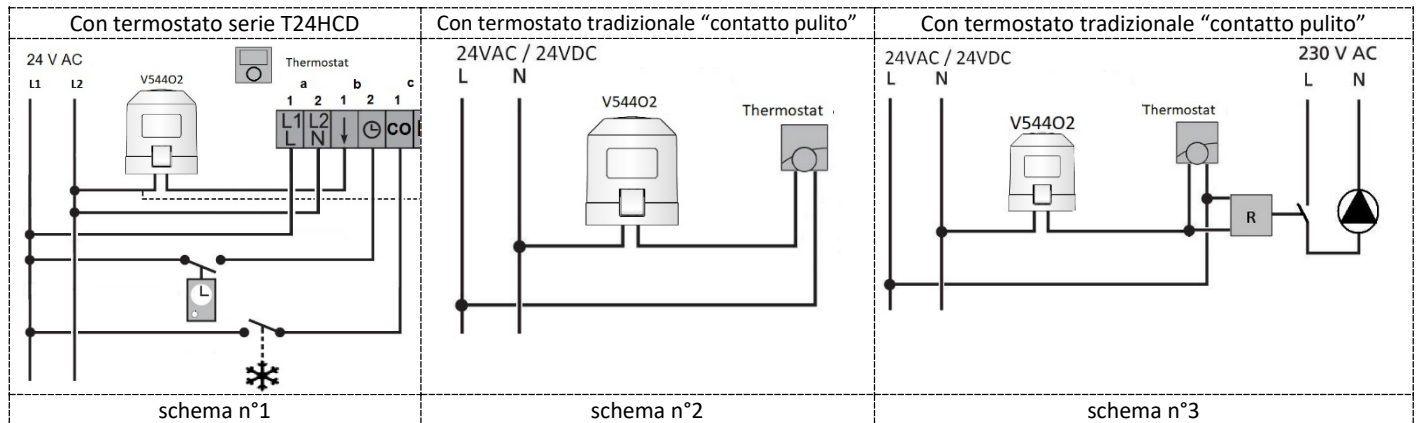 Con termostato serie T24HCD
24 V AC
L1 L2
V544O2
Thermostat
a b c
1 2 1 2 1
L1 L2 CO
L N
schema n°1
Con termostato tradizionale “contatto pulito”
24VAC / 24VDC
L N
V544O2
Thermostat
schema n°2
Con termostato tradizionale “contatto pulito”
24VAC / 24VDC
230 V AC
L N
L N
Thermostat
V544O2
R
schema n°3